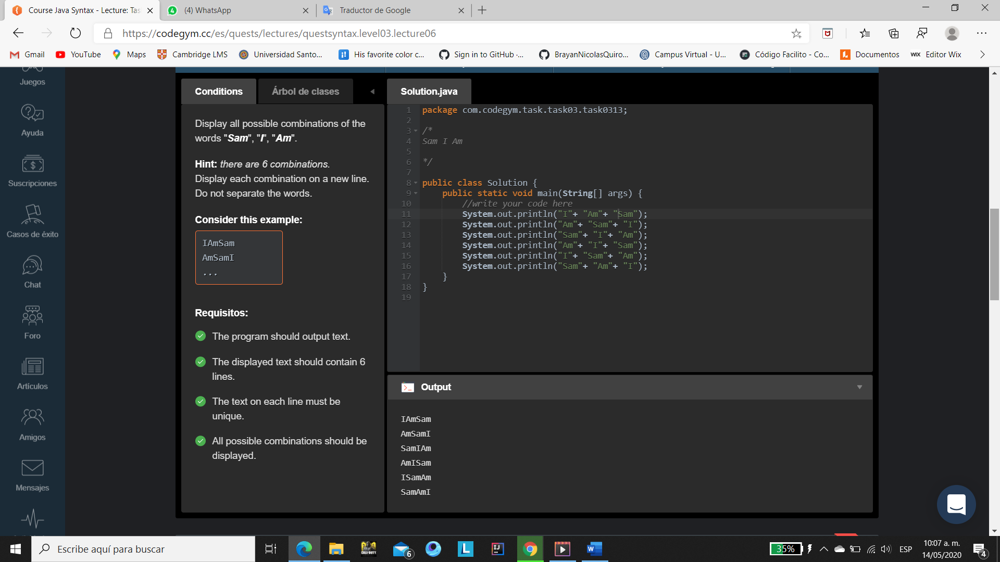 Course Java Syntax - Lecture: Tas
(4) WhatsApp
Traductor de Google
https://codegym.cc/es/quests/lectures/questsyntax.level03.lecture06
Gmail
YouTube
Maps
Cambridge LMS
Universidad Santo...
His favorite color c...
Sign in to GitHub ·...
BrayanNicolasQuiro...
Campus Virtual - U...
Código Facilito - Co...
Documentos
Editor Wix
Juegos
Ayuda
Suscripciones
Casos de éxito
Chat
Foro
Artículos
Amigos
Mensajes
Conditions
Árbol de clases
Display all possible combinations of the
words "Sam", "I", "Am".
Hint: there are 6 combinations.
Display each combination on a new line.
Do not separate the words.
Consider this example:
IAmSam
AmSamI
...
Requisitos:
The program should output text.
The displayed text should contain 6
lines.
The text on each line must be
unique.
All possible combinations should be
displayed.
Solution.java
1 package com.codegym.task.task03.task0313;
2
3 /*
4 Sam I Am
5
6 */
7
8 public class Solution {
9 public static void main(String[] args) {
10 //write your code here
11 System.out.println("I"+ "Am"+ "Sam");
12 System.out.println("Am"+ "Sam"+ "I");
13 System.out.println("Sam"+ "I"+ "Am");
14 System.out.println("Am"+ "I"+ "Sam");
15 System.out.println("I"+ "Sam"+ "Am");
16 System.out.println("Sam"+ "Am"+ "I");
17 }
18 }
19
Output
IAmSam
AmSamI
SamIAm
AmISam
ISamAm
SamAmI
Escribe aquí para buscar
6
35%
ESP
10:07 a. m.
14/05/2020
4